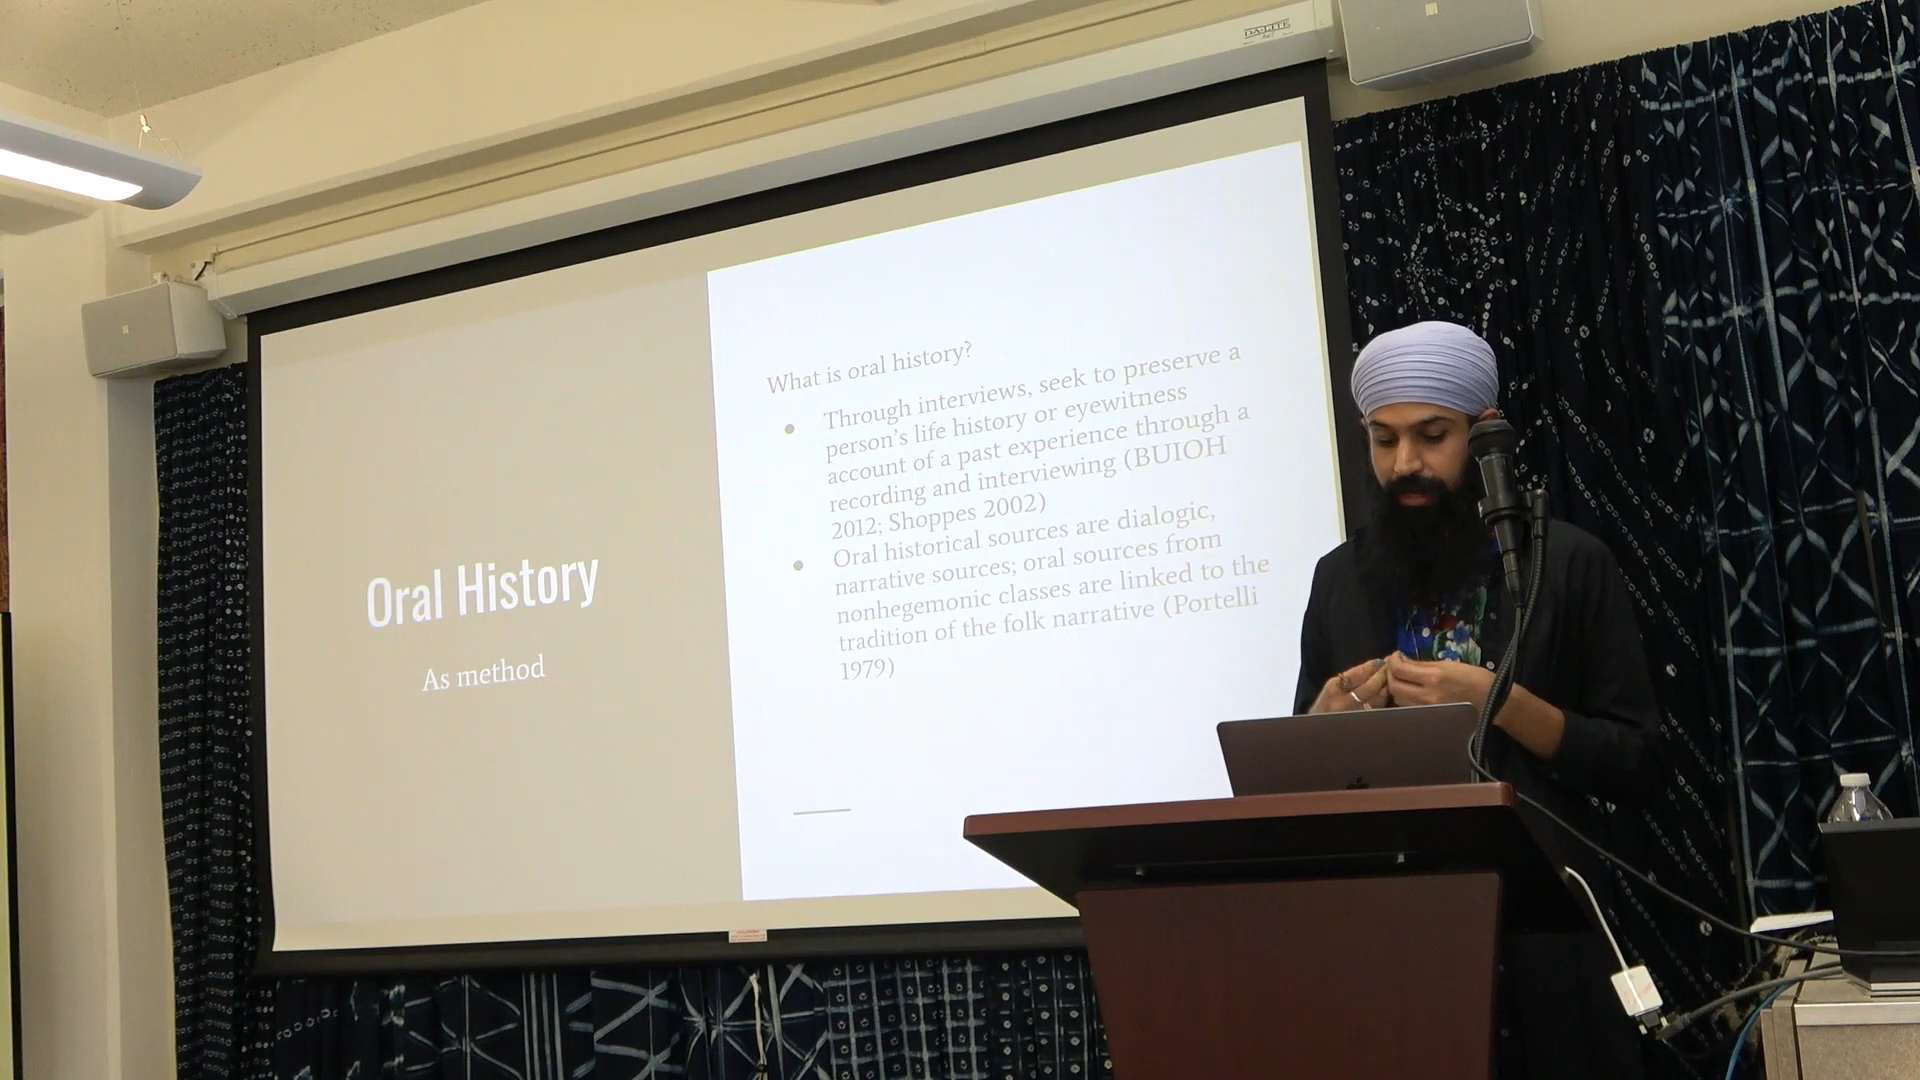 DA-LITE
Oral History
As method
What is oral history?
● Through interviews, seek to preserve a
person's life history or eyewitness
account of a past experience through a
recording and interviewing (BUIOH
2012; Shoppes 2002)
● Oral historical sources are dialogic,
narrative sources; oral sources from
nonhegemonic classes are linked to the
tradition of the folk narrative (Portelli
1979)